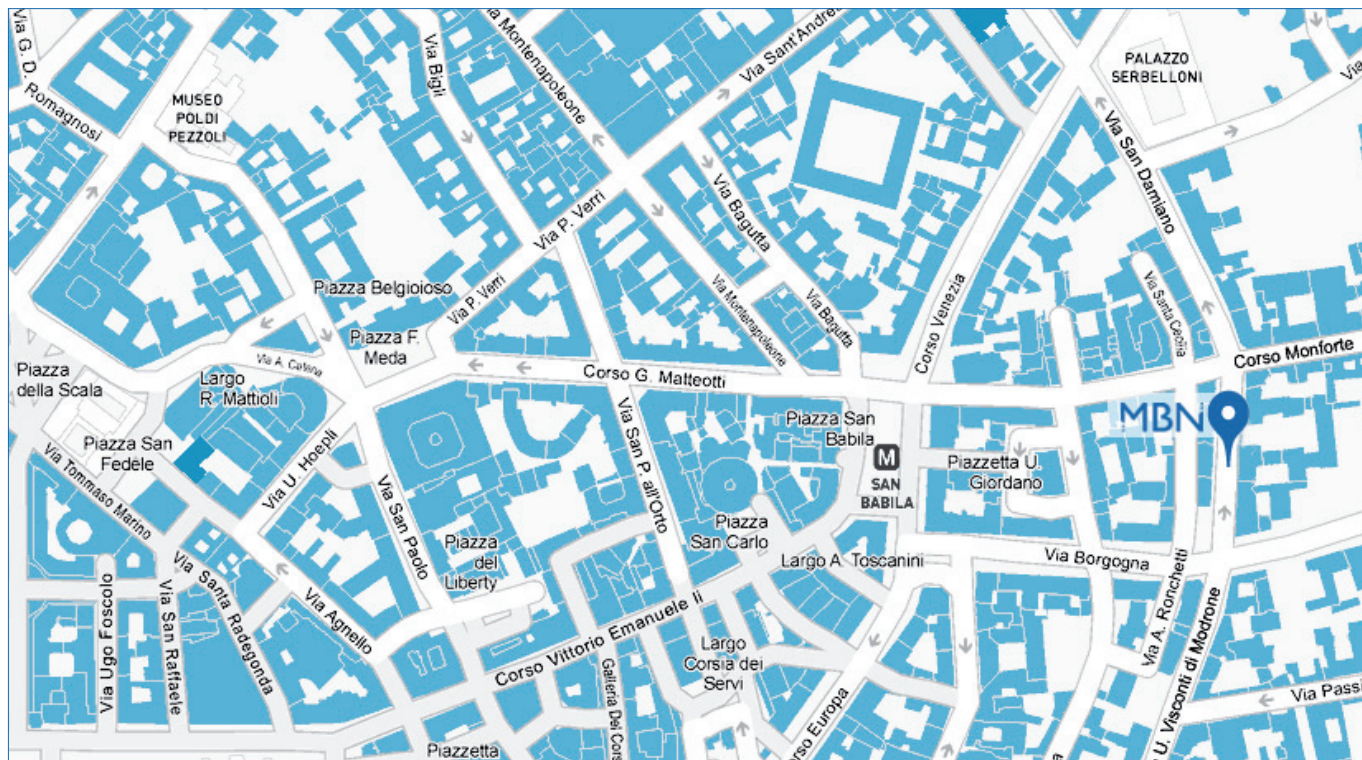 Via G. D. Romagnosi
MUSEO
POLDI
PEZZOLI
Via Bigli
Via Montenapoleone
Via Sant'Andrea
PALAZZO
SERBELLONI
Via San Damiano
Via P. Verri
Via Bagutta
Piazza Belgioioso
Via P. Verri
Via Montenapoleone
Via Bagutta
Corso Venezia
Via Santa Cecilia
Piazza F.
Meda
Corso Monforte
Piazza
della Scala
Via A. Catena
Largo
R. Mattioli
Corso G. Matteotti
MBN
Piazza San
Babila
Piazza San
Fedele
Via U. Hoepli
Via San P. all'Orto
M
SAN
BABILA
Piazzetta U.
Giordano
Via Tommaso Marino
Via San Paolo
Piazza
San Carlo
Piazza
del
Liberty
Largo A. Toscanini
Via Borgogna
Via A. Ronchetti
Via Ugo Foscolo
Via San Raffaele
Via Santa Radegonda
Via Agnello
Corso Vittorio Emanuele Ii
Largo
Corsia dei
Servi
Galleria Del Cors
Corso Europa
U. Visconti di Modrone
Via Passi
Piazzetta